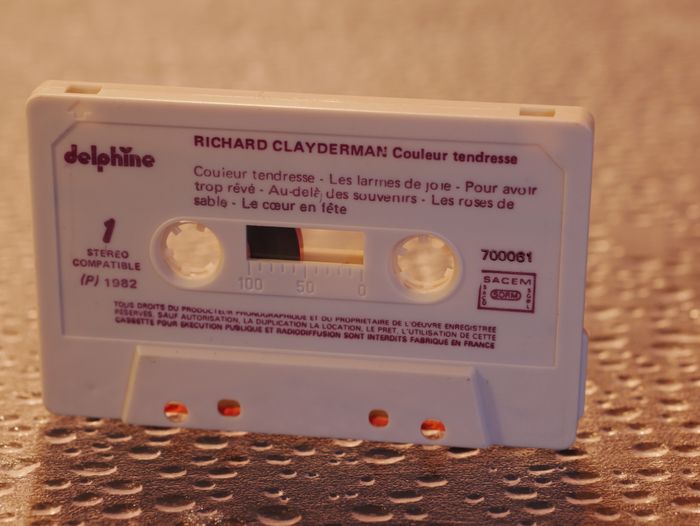 delphine
RICHARD CLAYDERMAN Couleur tendresse
Couleur tendresse - Les larmes de joie - Pour avoir
trop rêvé - Au-delà des souvenirs - Les roses de
sable - Le cœur en fête
1
STEREO
COMPATIBLE
(P) 1982
100 50 0
700061
SACEM
SACD SDRM SGDL
TOUS DROITS DU PRODUCTEUR PHONOGRAPHIQUE ET DU PROPRIETAIRE DE L'OEUVRE ENREGISTREE
RESERVES. SAUF AUTORISATION, LA DUPLICATION LA LOCATION, LE PRET, L'UTILISATION DE CETTE
CASSETTE POUR EXECUTION PUBLIQUE ET RADIODIFFUSION SONT INTERDITS FABRIQUE EN FRANCE